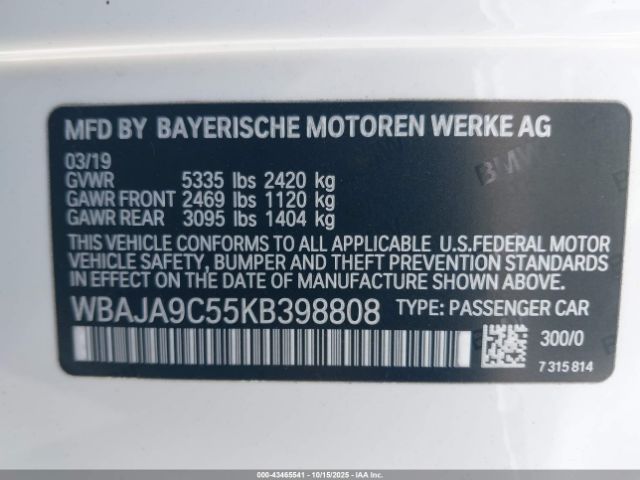 MFD BY BAYERISCHE MOTOREN WERKE AG
03/19
GVWR 5335 lbs 2420 kg
GAWR FRONT 2469 lbs 1120 kg
GAWR REAR 3095 lbs 1404 kg
THIS VEHICLE CONFORMS TO ALL APPLICABLE U.S.FEDERAL MOTOR
VEHICLE SAFETY, BUMPER AND THEFT PREVENTION STANDARDS
IN EFFECT ON THE DATE OF MANUFACTURE SHOWN ABOVE.
WBAJA9C55KB398808 TYPE: PASSENGER CAR
300/0
7 315 814
000-43465541 - 10/15/2025 - Public